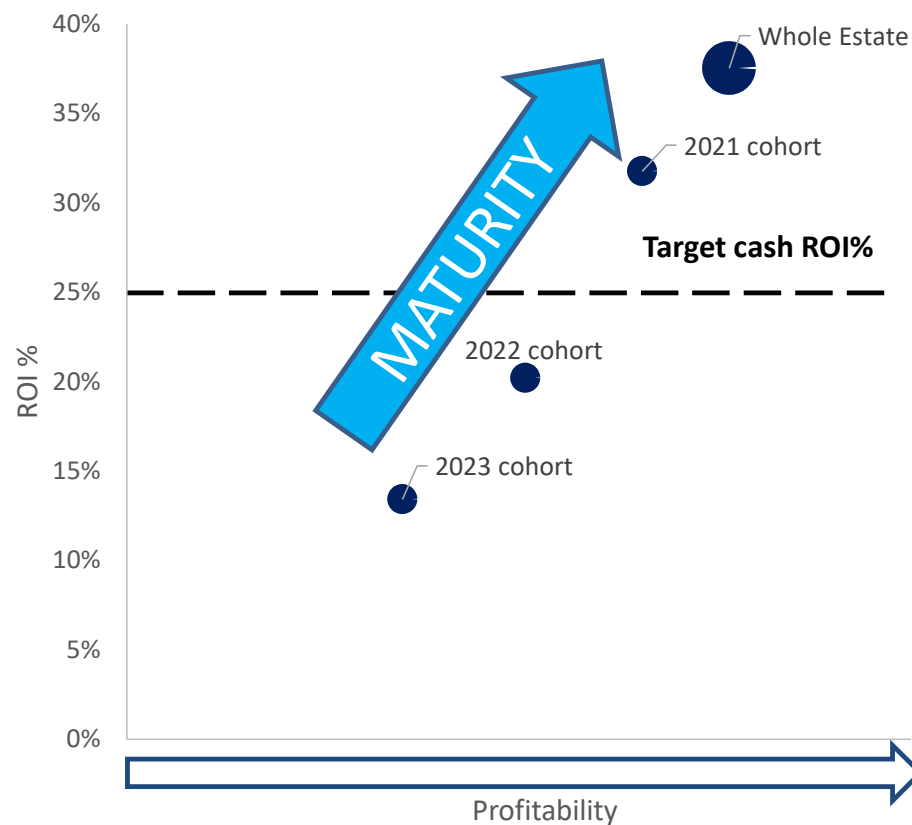 40%
35%
30%
25%
20%
15%
10%
5%
0%
ROI %
Whole Estate
2021 cohort
Target cash ROI%
MATURITY
2022 cohort
2023 cohort
Profitability